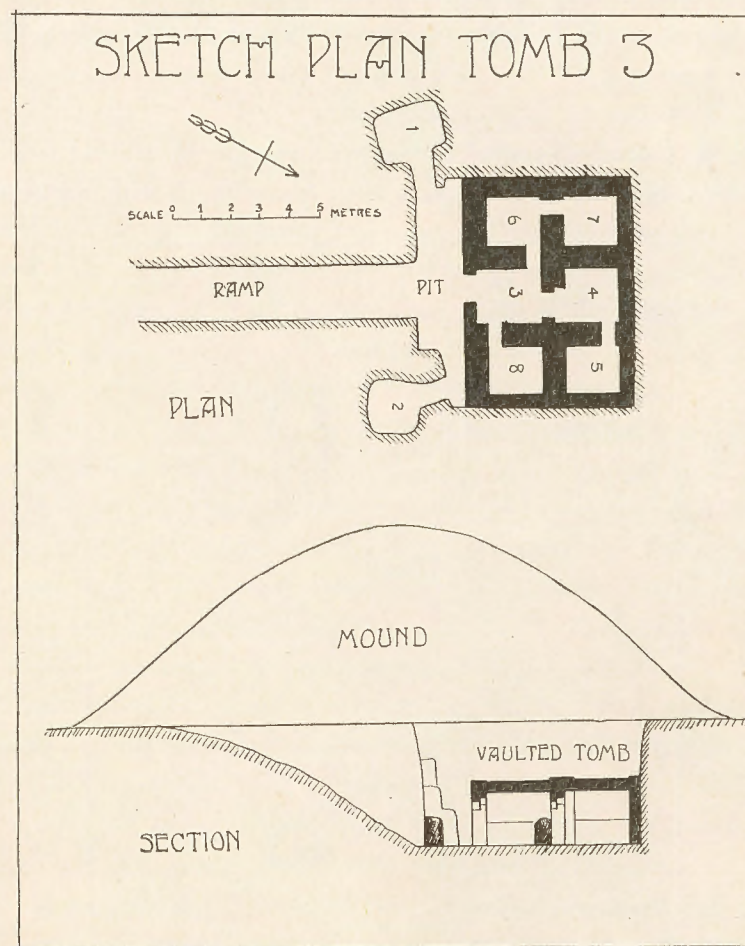 SKETCH PLAN TOMB 3
1
SCALE 0 1 2 3 4 5 METRES
6 7
RAMP PIT 3 4
8 5
PLAN
2
MOUND
VAULTED TOMB
SECTION